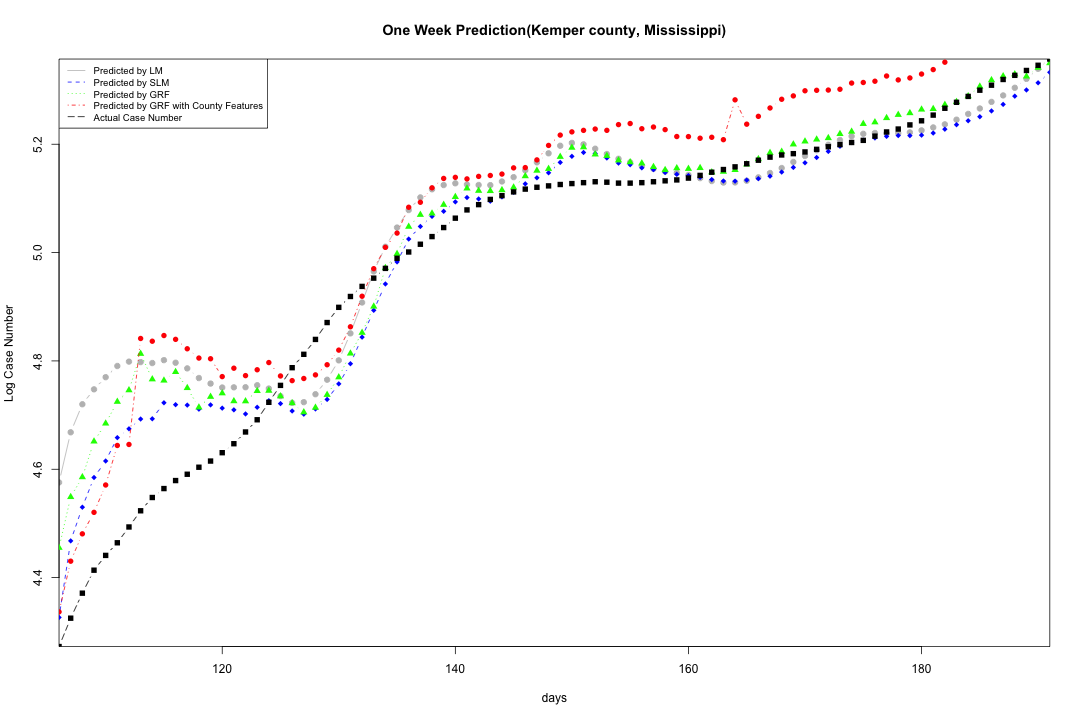 One Week Prediction(Kemper county, Mississippi)
Predicted by LM
Predicted by SLM
Predicted by GRF
Predicted by GRF with County Features
Actual Case Number
5.2
5.0
4.8
4.6
4.4
Log Case Number
120 140 160 180
days